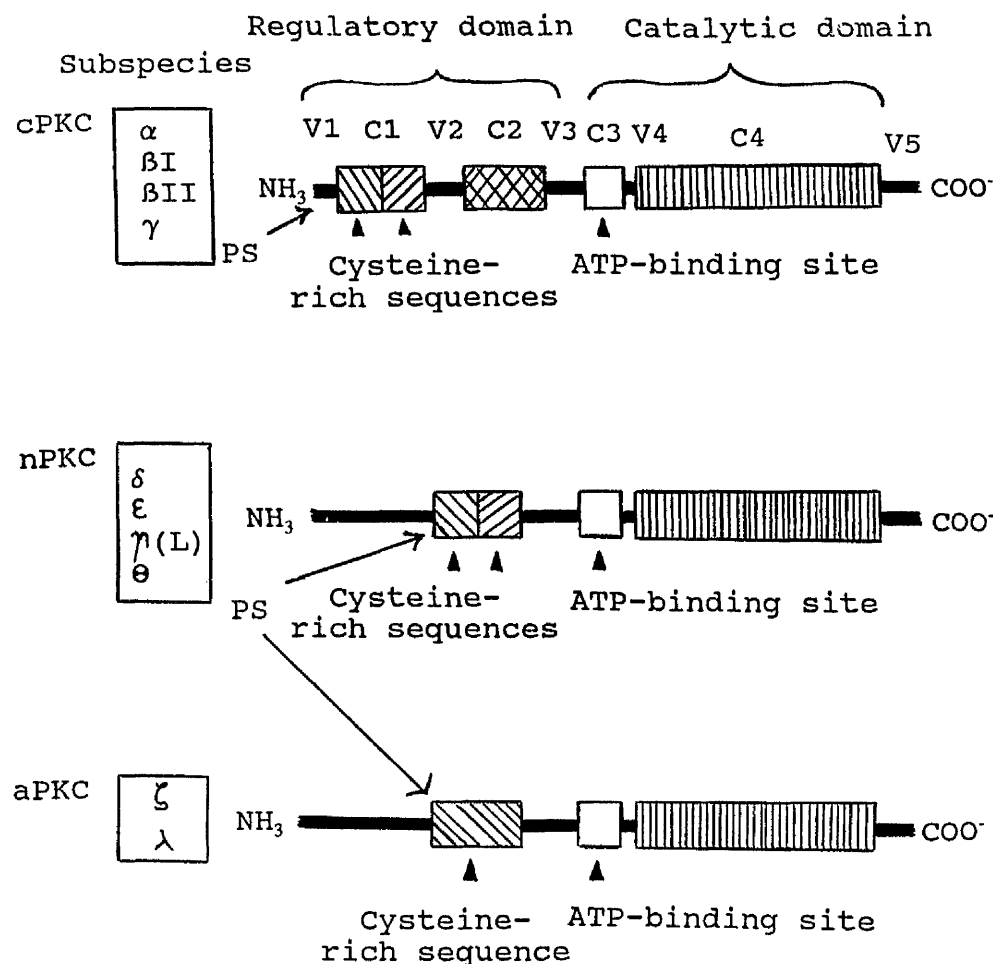 Regulatory domain
Catalytic domain
Subspecies
cPKC
α
βI
βII
γ
V1 C1 V2 C2 V3 C3 V4 C4 V5
NH₃
COO⁻
PS
Cysteine-
rich sequences
ATP-binding site
nPKC
δ
ε
η(L)
Θ
NH₃
COO⁻
PS
Cysteine-
rich sequences
ATP-binding site
aPKC
ζ
λ
NH₃
COO⁻
Cysteine-
rich sequence
ATP-binding site